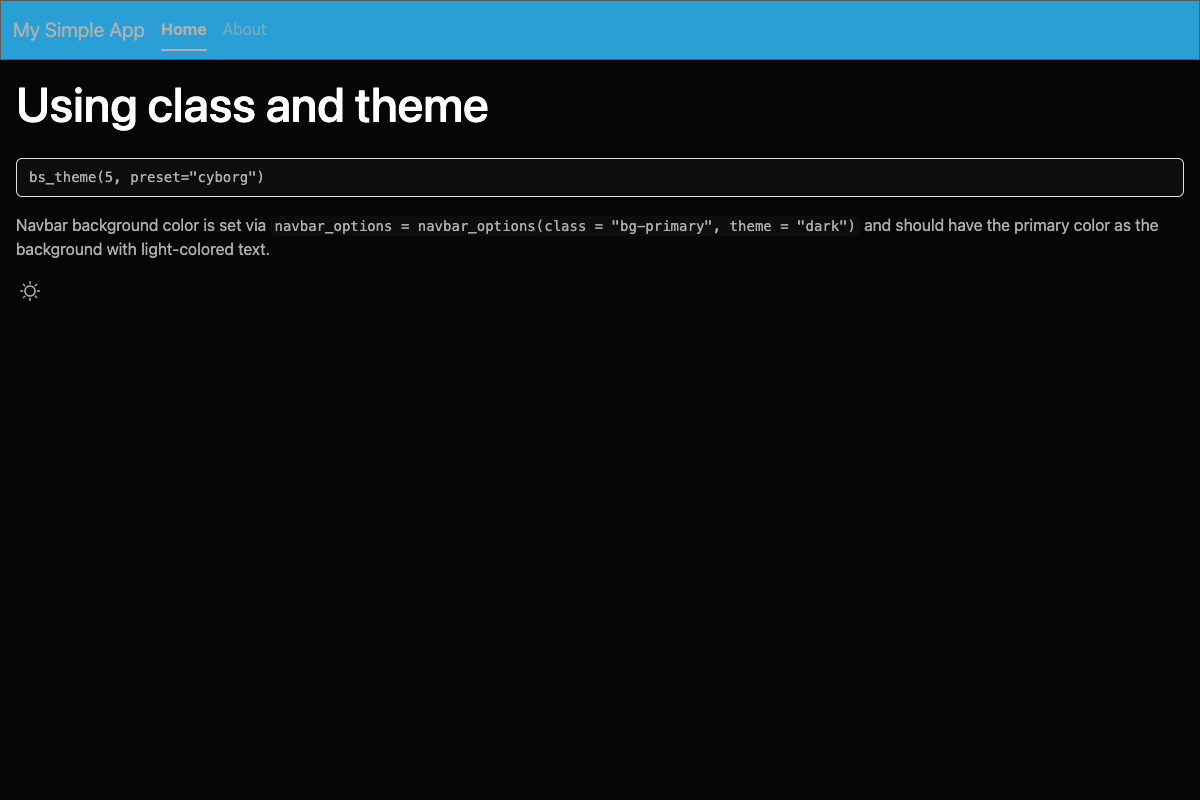 My Simple App Home About
Using class and theme
bs_theme(5, preset="cyborg")
Navbar background color is set via navbar_options = navbar_options(class = "bg-primary", theme = "dark") and should have the primary color as the
background with light-colored text.